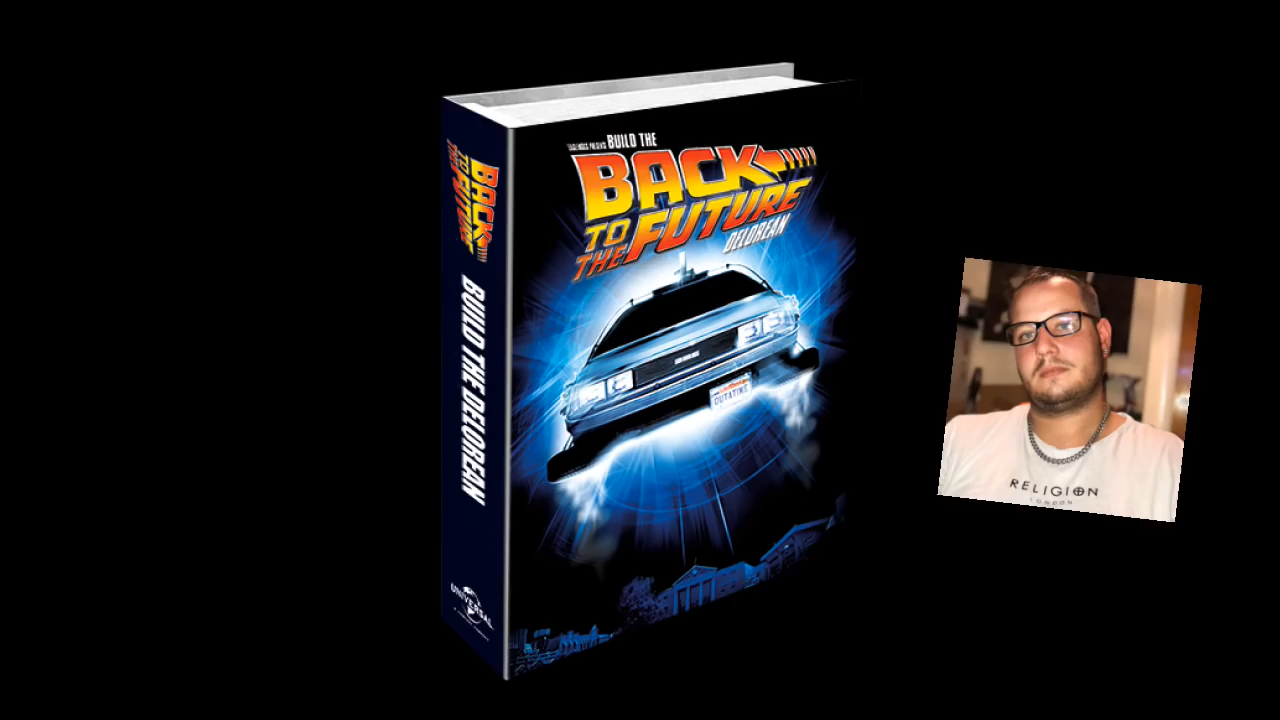 BUILD THE
BACK
TO THE FUTURE
DELOREAN
BACK
TO THE FUTURE
BUILD THE DELOREAN
UNIVERSAL
OUTATIME
RELIGION
LONDON